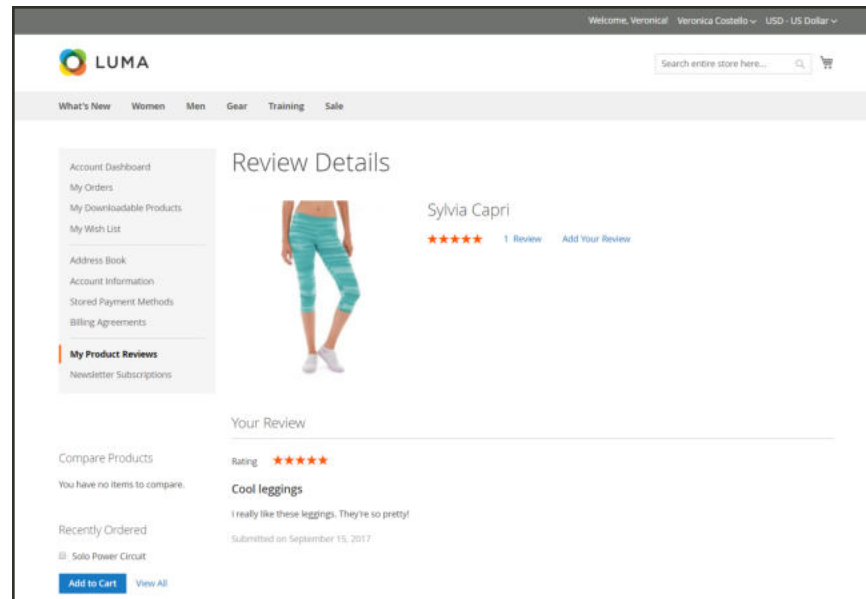 Welcome, Veronica! Veronica Costello USD - US Dollar
LUMA
Search entire store here...
What's New Women Men Gear Training Sale
Account Dashboard
My Orders
My Downloadable Products
My Wish List
Address Book
Account Information
Stored Payment Methods
Billing Agreements
My Product Reviews
Newsletter Subscriptions
Compare Products
You have no items to compare.
Recently Ordered
Solo Power Circuit
Add to Cart View All
Review Details
Sylvia Capri
1 Review Add Your Review
Your Review
Rating
Cool leggings
I really like these leggings. They're so pretty!
Submitted on September 15, 2017